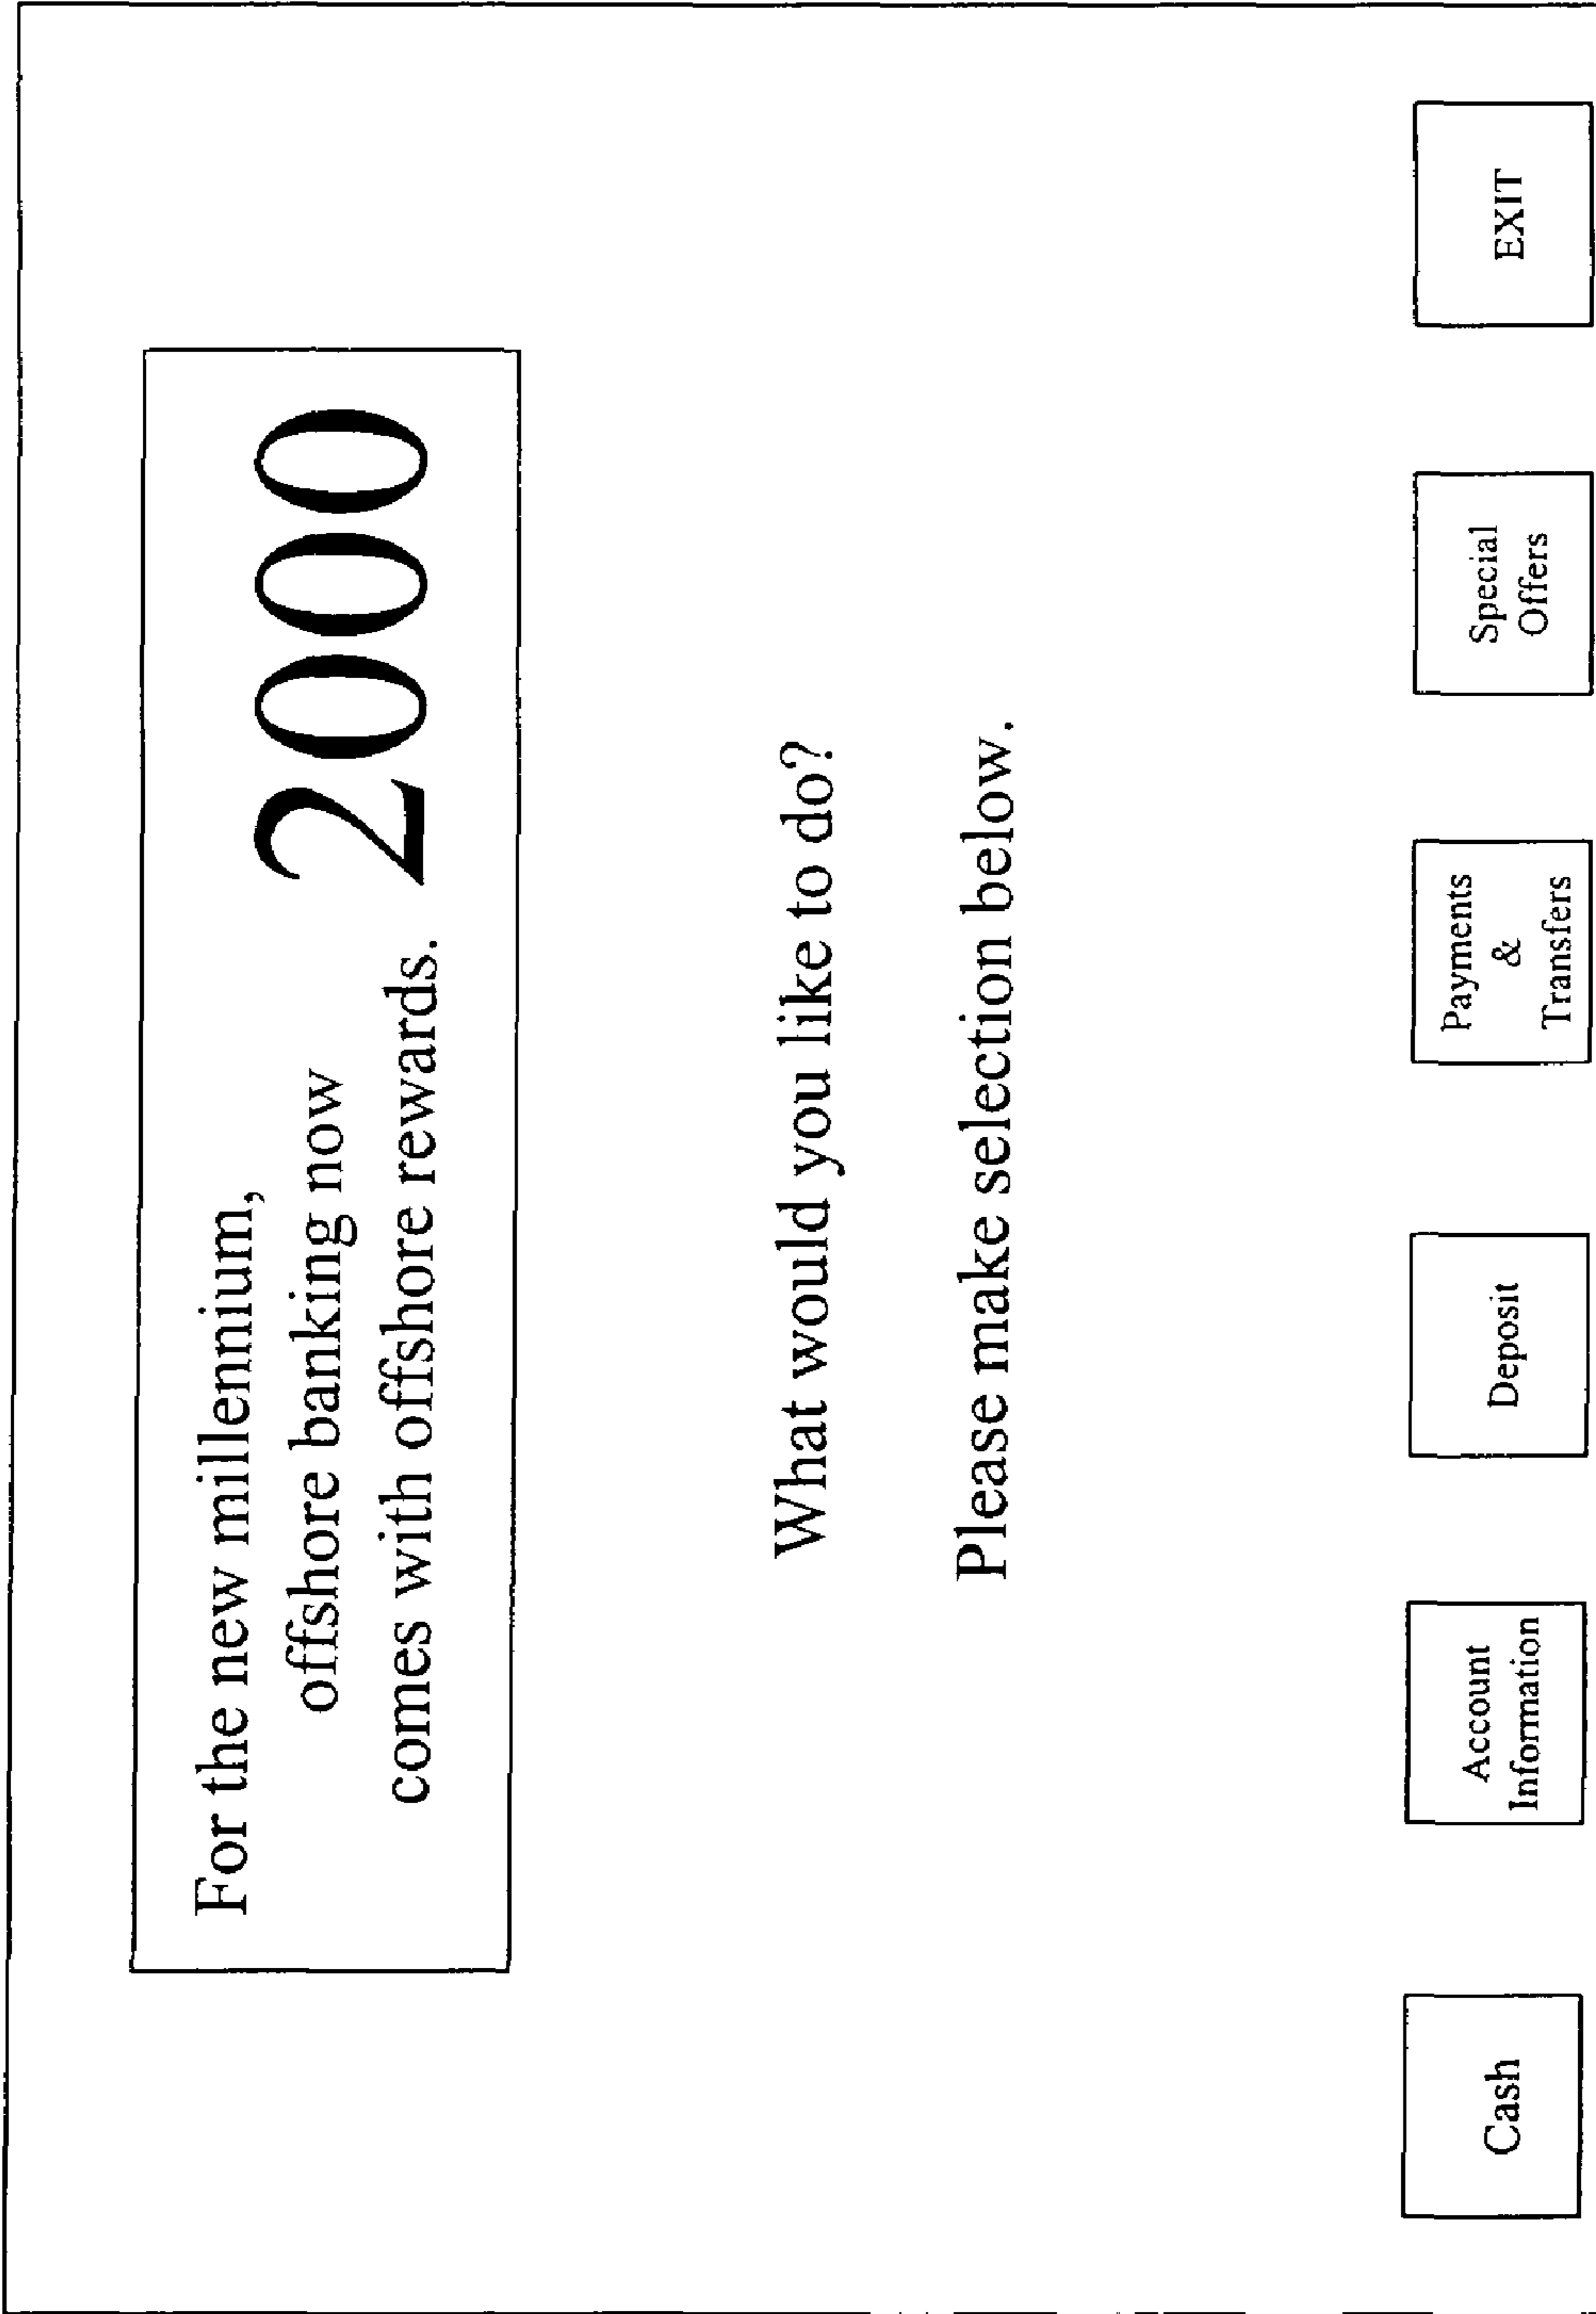 For the new millennium,
offshore banking now
comes with offshore rewards.
2000
What would you like to do?
Please make selection below.
Cash
Account
Information
Deposit
Payments
&
Transfers
Special
Offers
EXIT